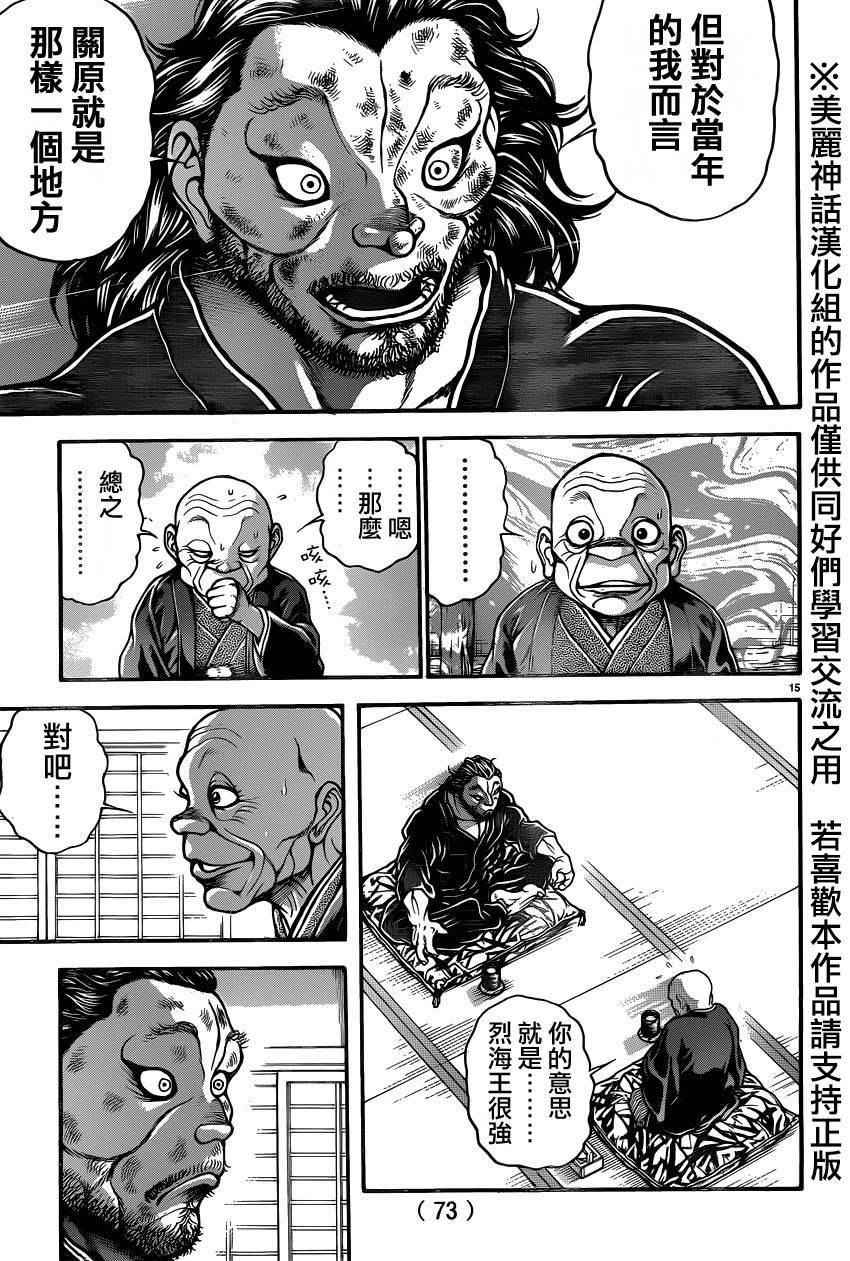 但對於當年
的我而言
關原就是
那樣一個地方
…………
……嗯
……那麼
咳咳……
總之
15
你的意思
就是………
烈海王很強
對吧……
（73）
※美麗神話漢化組的作品僅供同好們學習交流之用　若喜歡本作品請支持正版